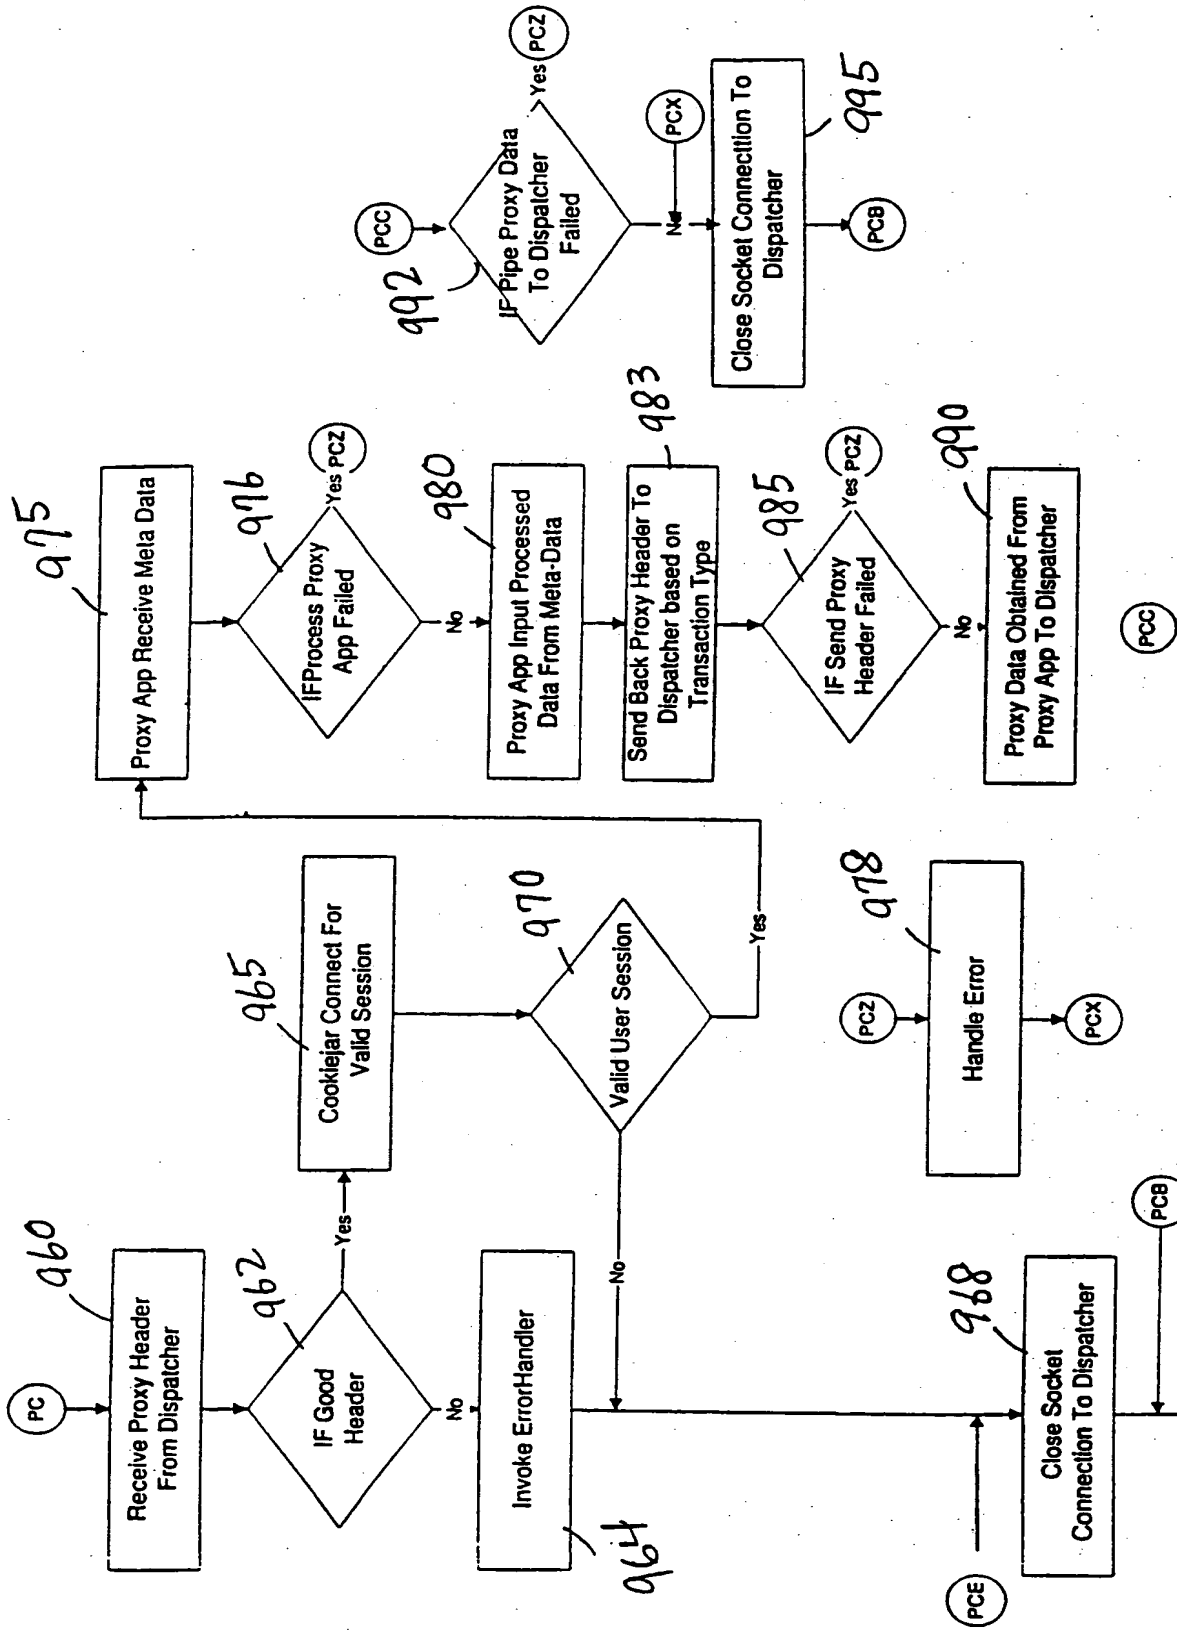 PC
960
Receive Proxy Header
From Dispatcher
962
IF Good
Header
Yes
No
Invoke ErrorHandler
964
965
Cookiejar Connect For
Valid Session
970
Valid User Session
No
Yes
PCE
968
Close Socket
Connection To Dispatcher
PCB
975
Proxy App Receive Meta Data
976
IFProcess Proxy
App Failed
Yes
PCZ
No
980
Proxy App Input Processed
Data From Meta-Data
983
Send Back Proxy Header To
Dispatcher based on
Transaction Type
985
IF Send Proxy
Header Failed
Yes
PCZ
No
990
Proxy Data Obtained From
Proxy App To Dispatcher
PCC
PCZ
978
Handle Error
PCX
PCC
992
IF Pipe Proxy Data
To Dispatcher
Failed
Yes
PCZ
No
PCX
Close Socket Connecttion To
Dispatcher
995
PCB